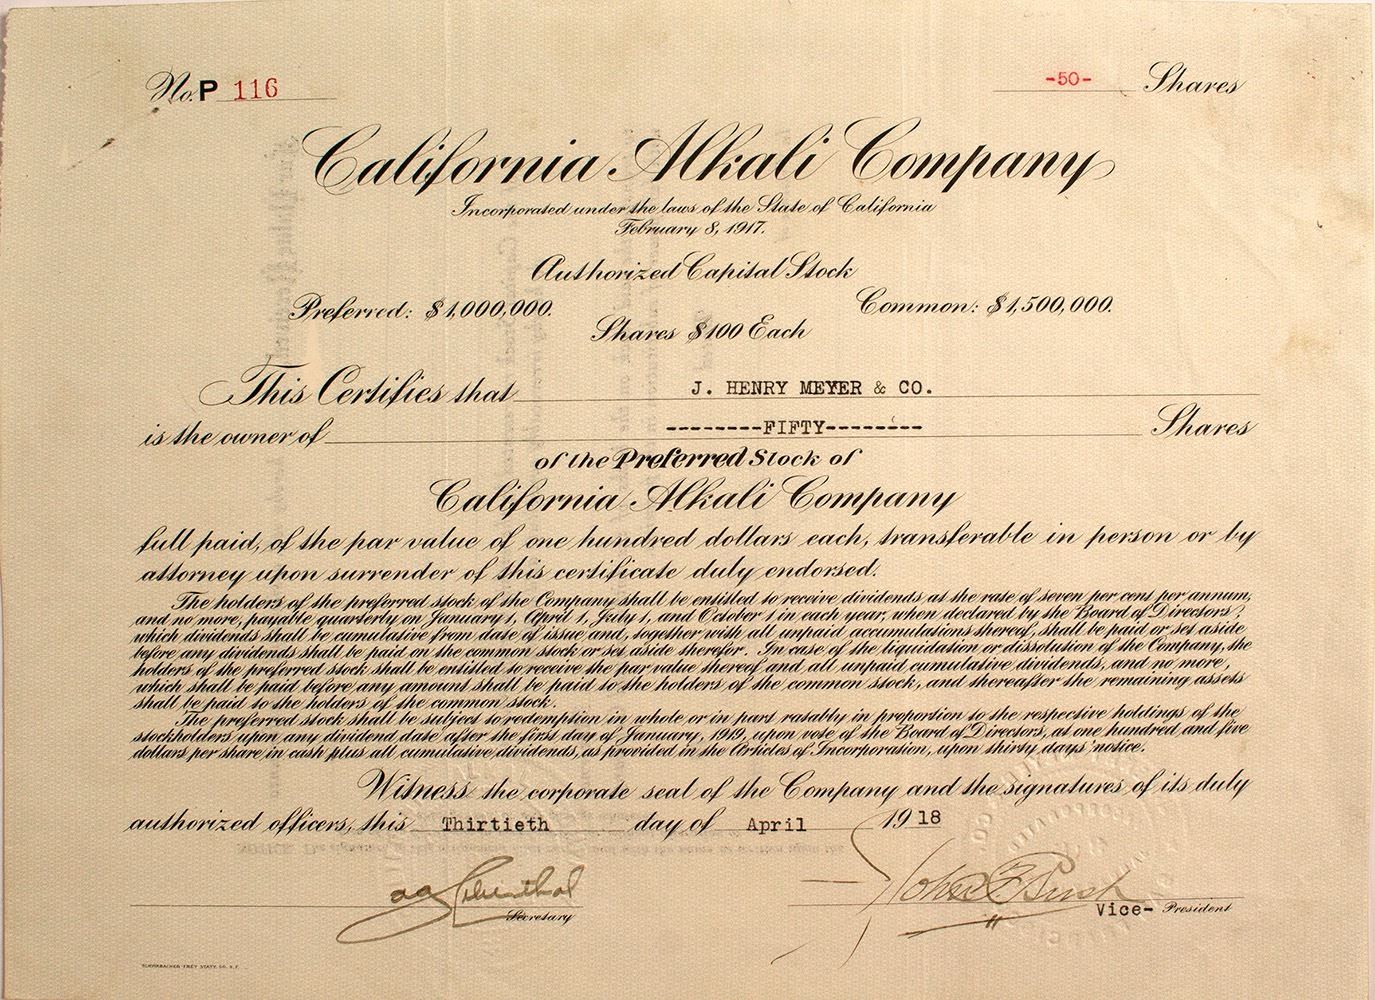 No. P 116 -50- Shares
California Alkali Company
Incorporated under the laws of the State of California
February 8, 1917.
Authorized Capital Stock
Preferred: $1,000,000. Common: $1,500,000.
Shares $100 Each
This Certifies that J. HENRY MEYER & CO.
is the owner of --------FIFTY-------- Shares
of the Preferred Stock of
California Alkali Company
full paid, of the par value of one hundred dollars each, transferable in person or by
attorney upon surrender of this certificate duly endorsed.
The holders of the preferred stock of the Company shall be entitled to receive dividends at the rate of seven per cent per annum,
and no more, payable quarterly on January 1, April 1, July 1, and October 1 in each year, when declared by the Board of Directors;
which dividends shall be cumulative from date of issue and, together with all unpaid accumulations thereof, shall be paid or set aside
before any dividends shall be paid on the common stock or set aside therefor. In case of the liquidation or dissolution of the Company, the
holders of the preferred stock shall be entitled to receive the par value thereof and all unpaid cumulative dividends, and no more,
which shall be paid before any amount shall be paid to the holders of the common stock, and thereafter the remaining assets
shall be paid to the holders of the common stock.
The preferred stock shall be subject to redemption in whole or in part ratably in proportion to the respective holdings of the
stockholders upon any dividend date after the first day of January, 1919, upon vote of the Board of Directors, at one hundred and five
dollars per share in cash plus all cumulative dividends, as provided in the Articles of Incorporation, upon thirty days' notice.
Witness the corporate seal of the Company and the signatures of its duly
authorized officers, this Thirtieth day of April 1918
Secretary Vice- President